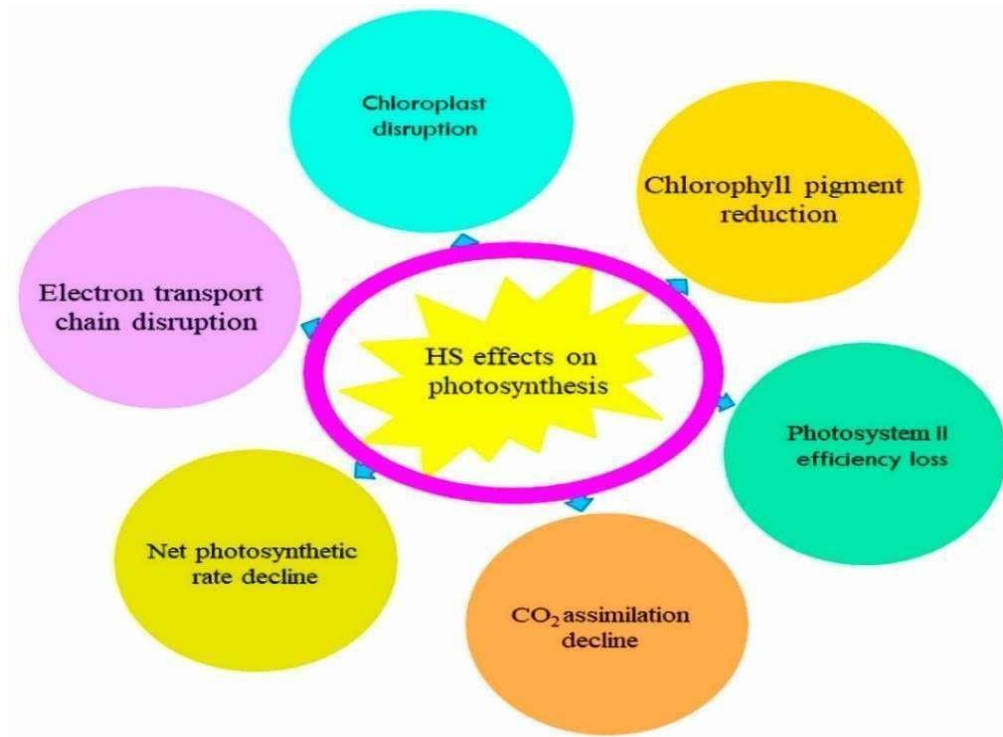 Chloroplast
disruption
Chlorophyll pigment
reduction
Electron transport
chain disruption
HS effects on
photosynthesis
Photosystem II
efficiency loss
Net photosynthetic
rate decline
CO₂ assimilation
decline